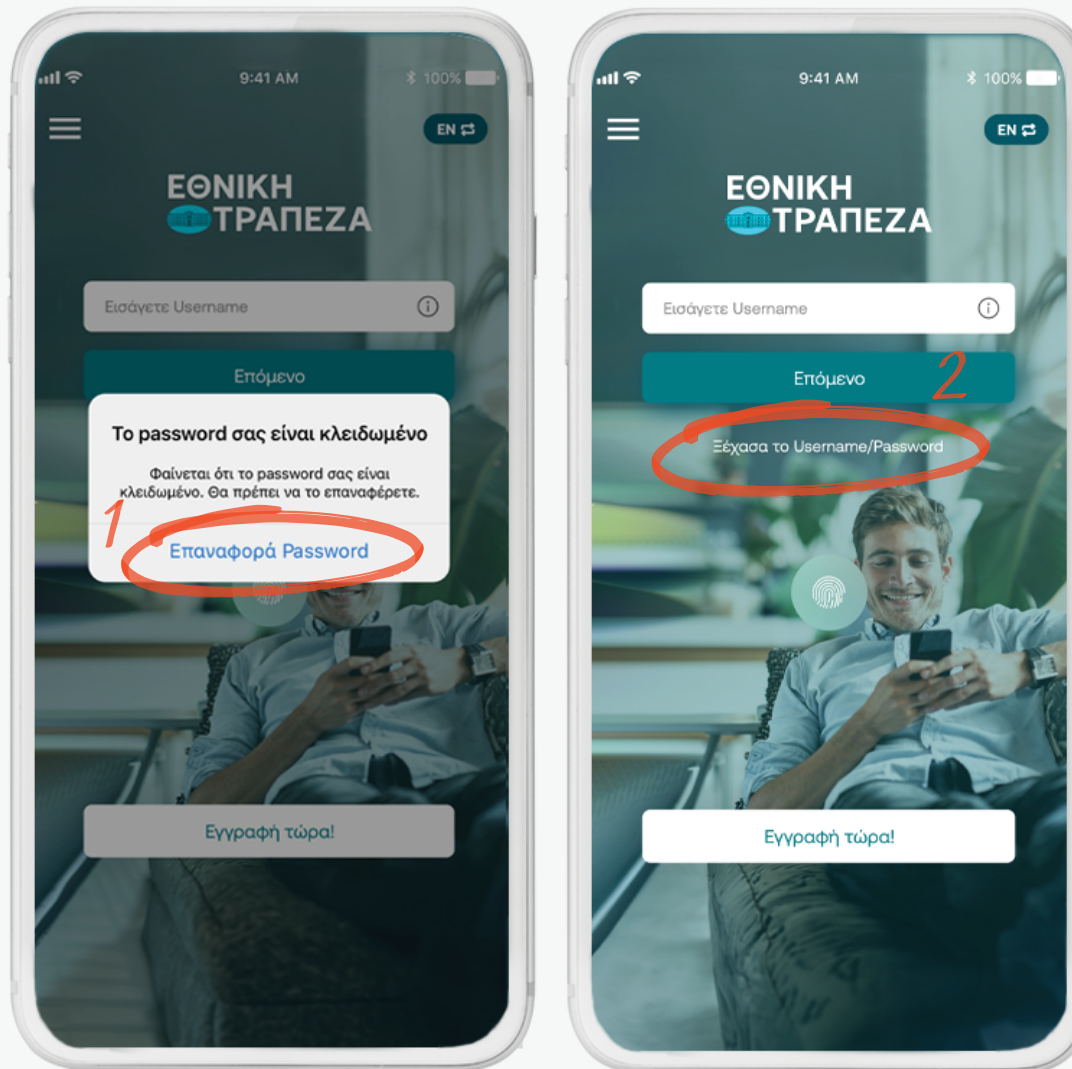 9:41 AM
100%
EN
ΕΘΝΙΚΗ
ΤΡΑΠΕΖΑ
Εισάγετε Username
Επόμενο
Το password σας είναι κλειδωμένο
Φαίνεται ότι το password σας είναι
κλειδωμένο. Θα πρέπει να το επαναφέρετε.
1
Επαναφορά Password
Εγγραφή τώρα!
9:41 AM
100%
EN
ΕΘΝΙΚΗ
ΤΡΑΠΕΖΑ
Εισάγετε Username
Επόμενο
2
Ξέχασα το Username/Password
Εγγραφή τώρα!